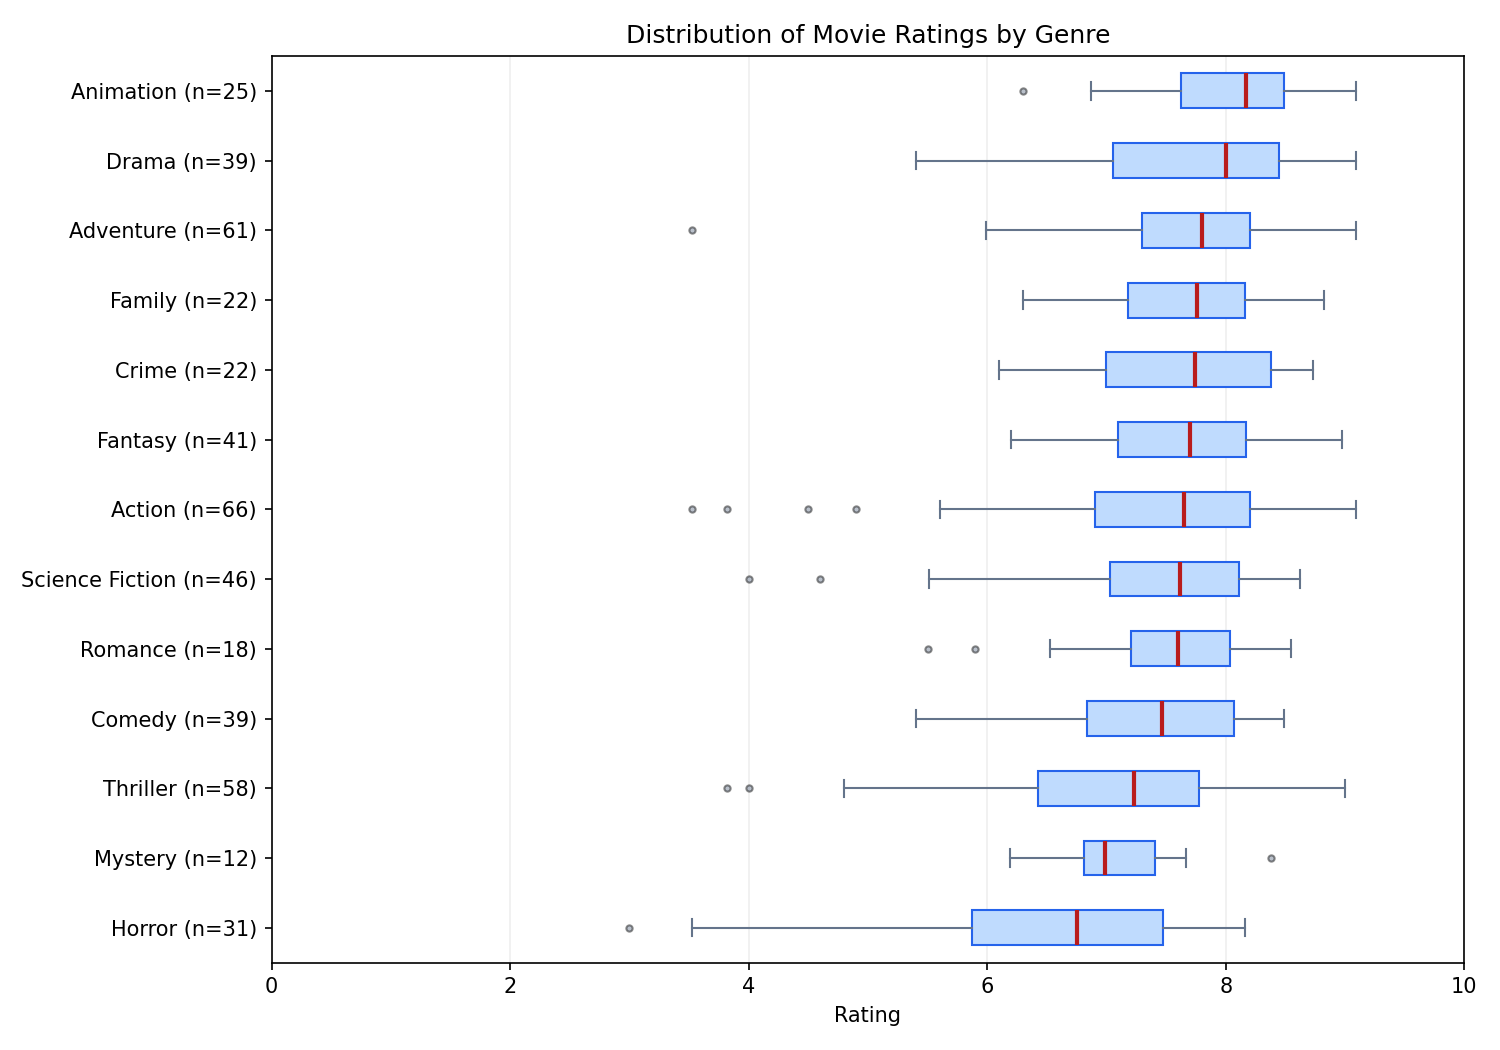 Distribution of Movie Ratings by Genre
Animation (n=25)
Drama (n=39)
Adventure (n=61)
Family (n=22)
Crime (n=22)
Fantasy (n=41)
Action (n=66)
Science Fiction (n=46)
Romance (n=18)
Comedy (n=39)
Thriller (n=58)
Mystery (n=12)
Horror (n=31)
0 2 4 6 8 10
Rating